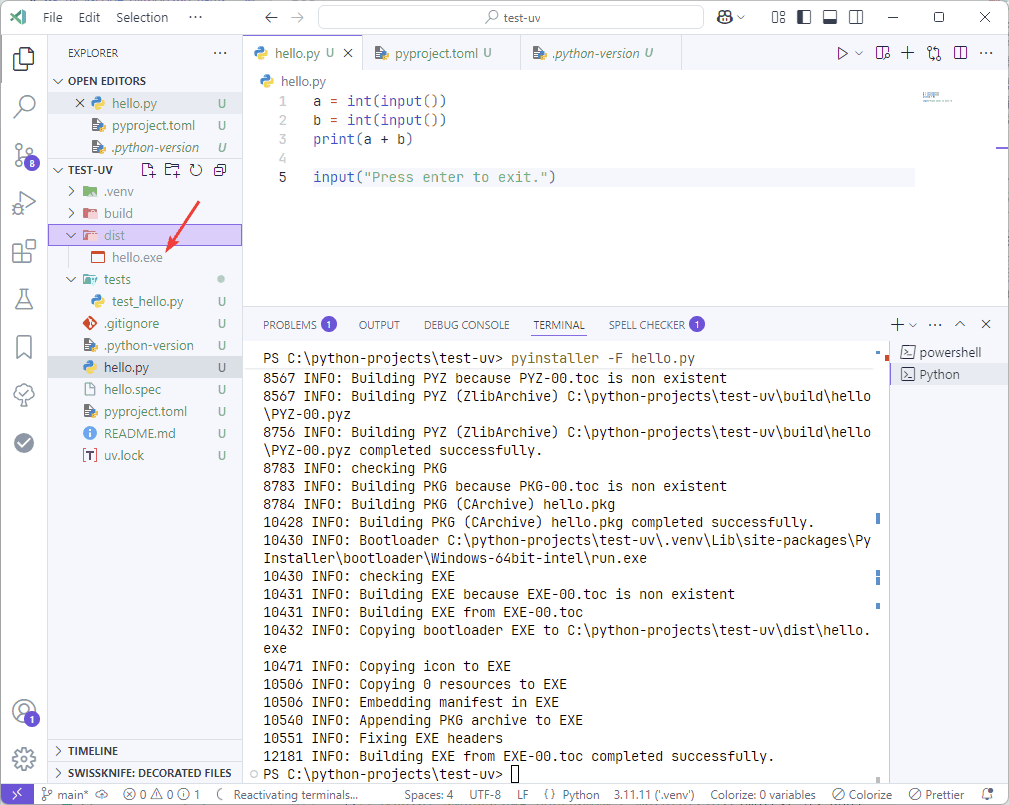 File Edit Selection ··· test-uv
EXPLORER ···
OPEN EDITORS
hello.py U
pyproject.toml U
.python-version U
TEST-UV
.venv
build
dist
hello.exe
tests
test_hello.py U
.gitignore U
.python-version U
hello.py U
hello.spec U
pyproject.toml U
README.md U
uv.lock U
TIMELINE
SWISSKNIFE: DECORATED FILES
8
1
hello.py U pyproject.toml U .python-version U
hello.py
1 a = int(input())
2 b = int(input())
3 print(a + b)
4
5 input("Press enter to exit.")
PROBLEMS 1 OUTPUT DEBUG CONSOLE TERMINAL SPELL CHECKER 1
PS C:\python-projects\test-uv> pyinstaller -F hello.py
8567 INFO: Building PYZ because PYZ-00.toc is non existent
8567 INFO: Building PYZ (ZlibArchive) C:\python-projects\test-uv\build\hello
\PYZ-00.pyz
8756 INFO: Building PYZ (ZlibArchive) C:\python-projects\test-uv\build\hello
\PYZ-00.pyz completed successfully.
8783 INFO: checking PKG
8783 INFO: Building PKG because PKG-00.toc is non existent
8784 INFO: Building PKG (CArchive) hello.pkg
10428 INFO: Building PKG (CArchive) hello.pkg completed successfully.
10430 INFO: Bootloader C:\python-projects\test-uv\.venv\Lib\site-packages\Py
Installer\bootloader\Windows-64bit-intel\run.exe
10430 INFO: checking EXE
10431 INFO: Building EXE because EXE-00.toc is non existent
10431 INFO: Building EXE from EXE-00.toc
10432 INFO: Copying bootloader EXE to C:\python-projects\test-uv\dist\hello.
exe
10471 INFO: Copying icon to EXE
10506 INFO: Copying 0 resources to EXE
10506 INFO: Embedding manifest in EXE
10540 INFO: Appending PKG archive to EXE
10551 INFO: Fixing EXE headers
12181 INFO: Building EXE from EXE-00.toc completed successfully.
PS C:\python-projects\test-uv>
powershell
Python
main* 0 0 1 Reactivating terminals... Spaces: 4 UTF-8 LF {} Python 3.11.11 ('.venv') Colorize: 0 variables Colorize Prettier